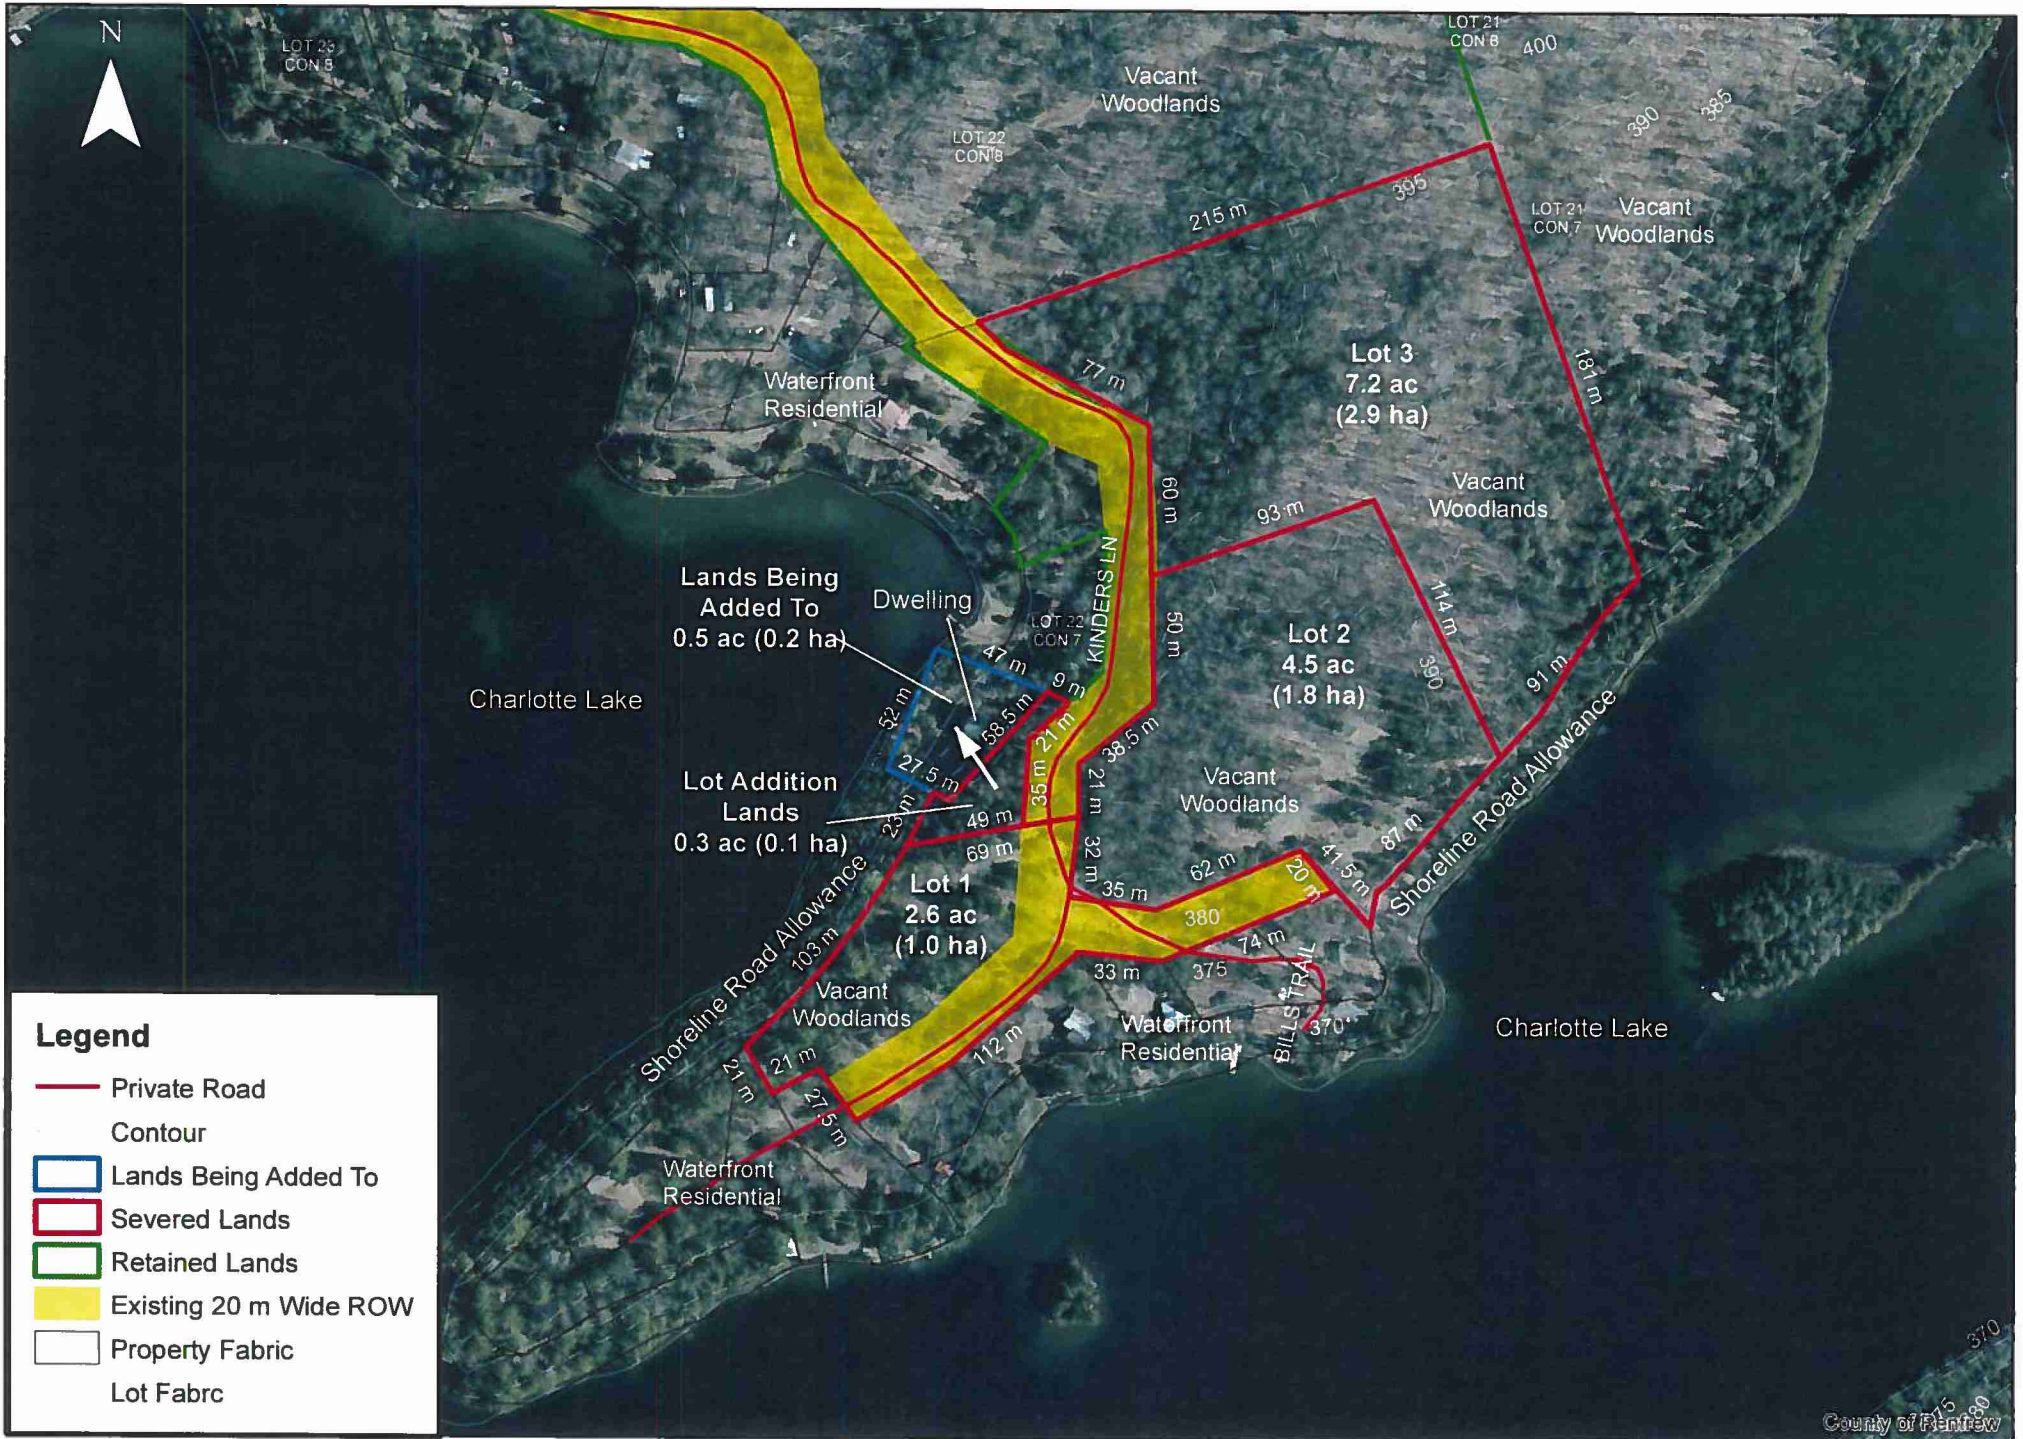 N
LOT 23
CON 8
LOT 21
CON 8
400
Vacant
Woodlands
390
385
LOT 22
CON 8
395
215 m
LOT 21
CON 7
Vacant
Woodlands
77 m
Lot 3
7.2 ac
(2.9 ha)
181 m
Waterfront
Residential
60 m
93 m
Vacant
Woodlands
KINDERS LN
Lands Being
Added To
0.5 ac (0.2 ha)
Dwelling
LOT 22
CON 7
50 m
114 m
Lot 2
4.5 ac
(1.8 ha)
390
47 m
9 m
52 m
58.5 m
21 m
38.5 m
91 m
Charlotte Lake
27.5 m
35 m
21 m
Vacant
Woodlands
Shoreline Road Allowance
Lot Addition
Lands
0.3 ac (0.1 ha)
23 m
49 m
69 m
32 m
87 m
62 m
41.5 m
20 m
35 m
380
Lot 1
2.6 ac
(1.0 ha)
Shoreline Road Allowance
103 m
74 m
33 m
375
BILLS TRAIL
370
Vacant
Woodlands
112 m
Waterfront
Residential
Charlotte Lake
21 m
21 m
27.5 m
Waterfront
Residential
Legend
Private Road
Contour
Lands Being Added To
Severed Lands
Retained Lands
Existing 20 m Wide ROW
Property Fabric
Lot Fabrc
370
375
380
County of Renfrew